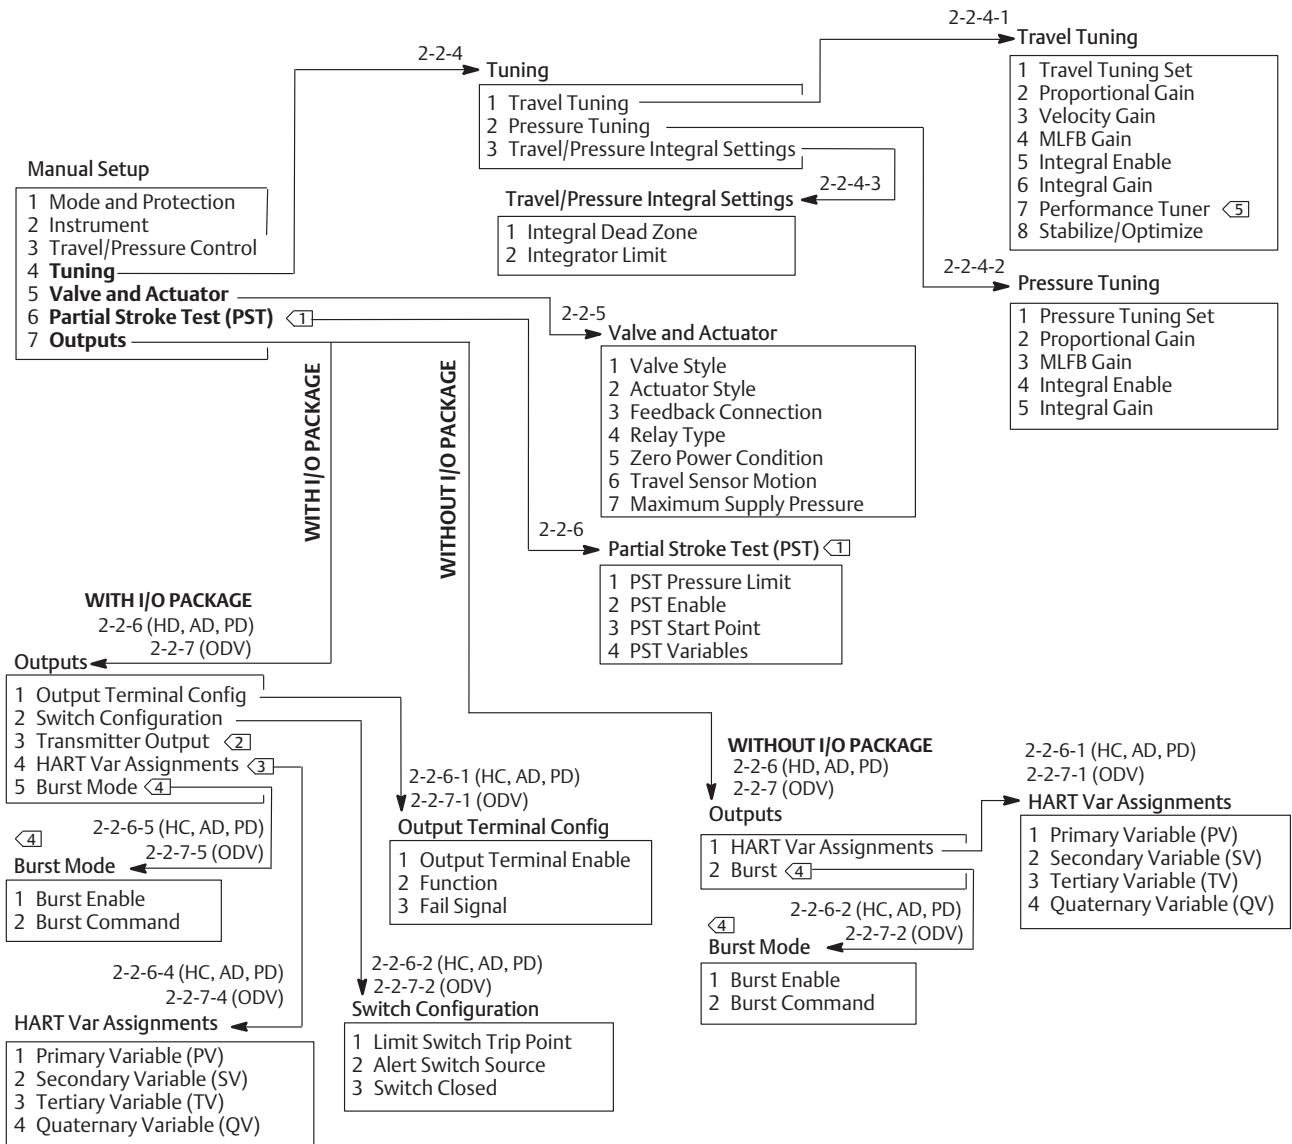 2-2-4-1
Travel Tuning
1 Travel Tuning Set
2 Proportional Gain
3 Velocity Gain
4 MLFB Gain
5 Integral Enable
6 Integral Gain
7 Performance Tuner 5
8 Stabilize/Optimize
2-2-4
Tuning
1 Travel Tuning
2 Pressure Tuning
3 Travel/Pressure Integral Settings
2-2-4-3
Travel/Pressure Integral Settings
1 Integral Dead Zone
2 Integrator Limit
2-2-4-2
Pressure Tuning
1 Pressure Tuning Set
2 Proportional Gain
3 MLFB Gain
4 Integral Enable
5 Integral Gain
Manual Setup
1 Mode and Protection
2 Instrument
3 Travel/Pressure Control
4 Tuning
5 Valve and Actuator
6 Partial Stroke Test (PST) 1
7 Outputs
2-2-5
Valve and Actuator
1 Valve Style
2 Actuator Style
3 Feedback Connection
4 Relay Type
5 Zero Power Condition
6 Travel Sensor Motion
7 Maximum Supply Pressure
WITH I/O PACKAGE
WITHOUT I/O PACKAGE
2-2-6
Partial Stroke Test (PST) 1
1 PST Pressure Limit
2 PST Enable
3 PST Start Point
4 PST Variables
WITH I/O PACKAGE
2-2-6 (HD, AD, PD)
2-2-7 (ODV)
Outputs
1 Output Terminal Config
2 Switch Configuration
3 Transmitter Output 2
4 HART Var Assignments 3
5 Burst Mode 4
2-2-6-5 (HC, AD, PD)
2-2-7-5 (ODV)
4
Burst Mode
1 Burst Enable
2 Burst Command
2-2-6-4 (HC, AD, PD)
2-2-7-4 (ODV)
HART Var Assignments
1 Primary Variable (PV)
2 Secondary Variable (SV)
3 Tertiary Variable (TV)
4 Quaternary Variable (QV)
2-2-6-1 (HC, AD, PD)
2-2-7-1 (ODV)
Output Terminal Config
1 Output Terminal Enable
2 Function
3 Fail Signal
2-2-6-2 (HC, AD, PD)
2-2-7-2 (ODV)
Switch Configuration
1 Limit Switch Trip Point
2 Alert Switch Source
3 Switch Closed
WITHOUT I/O PACKAGE
2-2-6 (HD, AD, PD)
2-2-7 (ODV)
Outputs
1 HART Var Assignments
2 Burst 4
2-2-6-2 (HC, AD, PD)
2-2-7-2 (ODV)
4
Burst Mode
1 Burst Enable
2 Burst Command
2-2-6-1 (HC, AD, PD)
2-2-7-1 (ODV)
HART Var Assignments
1 Primary Variable (PV)
2 Secondary Variable (SV)
3 Tertiary Variable (TV)
4 Quaternary Variable (QV)